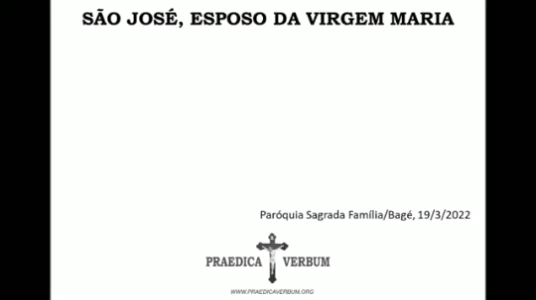 SÃO JOSÉ, ESPOSO DA VIRGEM MARIA
Paróquia Sagrada Família/Bagé, 19/3/2022
PRAEDICA VERBUM
WWW.PRAEDICAVERBUM.ORG